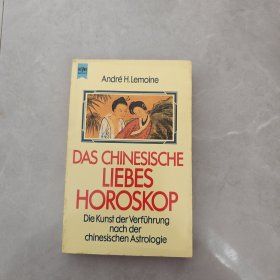 André H. Lemoine
DAS CHINESISCHE
LIEBES
HOROSKOP
Die Kunst der Verführung
nach der
chinesischen Astrologie